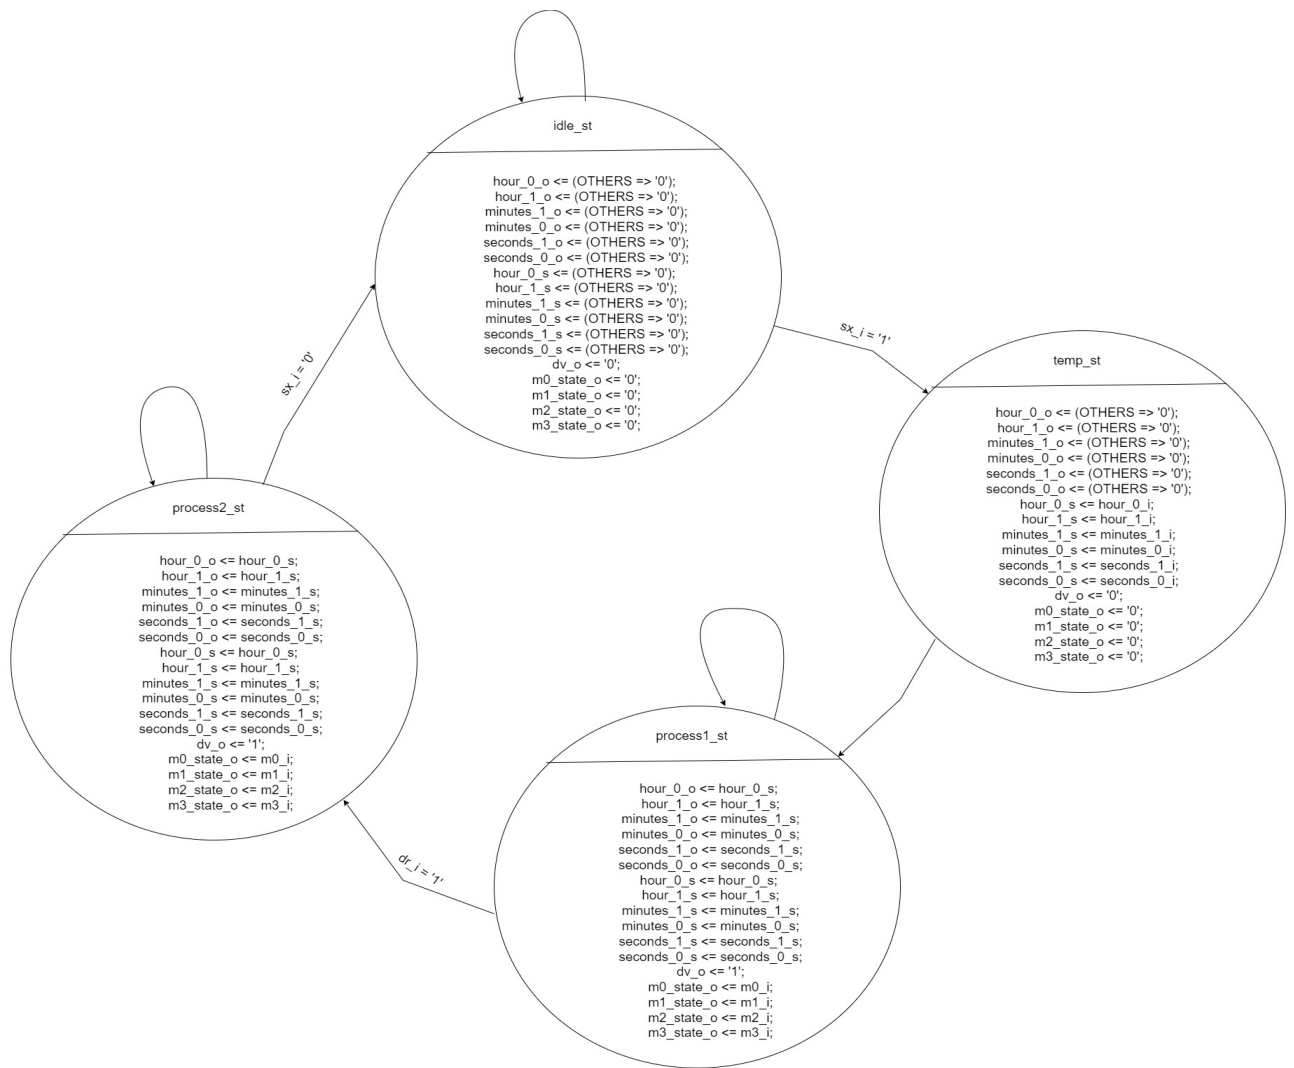 idle_st
hour_0_o <= (OTHERS => '0');
hour_1_o <= (OTHERS => '0');
minutes_1_o <= (OTHERS => '0');
minutes_0_o <= (OTHERS => '0');
seconds_1_o <= (OTHERS => '0');
seconds_0_o <= (OTHERS => '0');
hour_0_s <= (OTHERS => '0');
hour_1_s <= (OTHERS => '0');
minutes_1_s <= (OTHERS => '0');
minutes_0_s <= (OTHERS => '0');
seconds_1_s <= (OTHERS => '0');
seconds_0_s <= (OTHERS => '0');
dv_o <= '0';
m0_state_o <= '0';
m1_state_o <= '0';
m2_state_o <= '0';
m3_state_o <= '0';
sx_i = '1'
temp_st
hour_0_o <= (OTHERS => '0');
hour_1_o <= (OTHERS => '0');
minutes_1_o <= (OTHERS => '0');
minutes_0_o <= (OTHERS => '0');
seconds_1_o <= (OTHERS => '0');
seconds_0_o <= (OTHERS => '0');
hour_0_s <= hour_0_i;
hour_1_s <= hour_1_i;
minutes_1_s <= minutes_1_i;
minutes_0_s <= minutes_0_i;
seconds_1_s <= seconds_1_i;
seconds_0_s <= seconds_0_i;
dv_o <= '0';
m0_state_o <= '0';
m1_state_o <= '0';
m2_state_o <= '0';
m3_state_o <= '0';
sx_i = '0'
process2_st
hour_0_o <= hour_0_s;
hour_1_o <= hour_1_s;
minutes_1_o <= minutes_1_s;
minutes_0_o <= minutes_0_s;
seconds_1_o <= seconds_1_s;
seconds_0_o <= seconds_0_s;
hour_0_s <= hour_0_s;
hour_1_s <= hour_1_s;
minutes_1_s <= minutes_1_s;
minutes_0_s <= minutes_0_s;
seconds_1_s <= seconds_1_s;
seconds_0_s <= seconds_0_s;
dv_o <= '1';
m0_state_o <= m0_i;
m1_state_o <= m1_i;
m2_state_o <= m2_i;
m3_state_o <= m3_i;
dr_i = '1'
process1_st
hour_0_o <= hour_0_s;
hour_1_o <= hour_1_s;
minutes_1_o <= minutes_1_s;
minutes_0_o <= minutes_0_s;
seconds_1_o <= seconds_1_s;
seconds_0_o <= seconds_0_s;
hour_0_s <= hour_0_s;
hour_1_s <= hour_1_s;
minutes_1_s <= minutes_1_s;
minutes_0_s <= minutes_0_s;
seconds_1_s <= seconds_1_s;
seconds_0_s <= seconds_0_s;
dv_o <= '1';
m0_state_o <= m0_i;
m1_state_o <= m1_i;
m2_state_o <= m2_i;
m3_state_o <= m3_i;